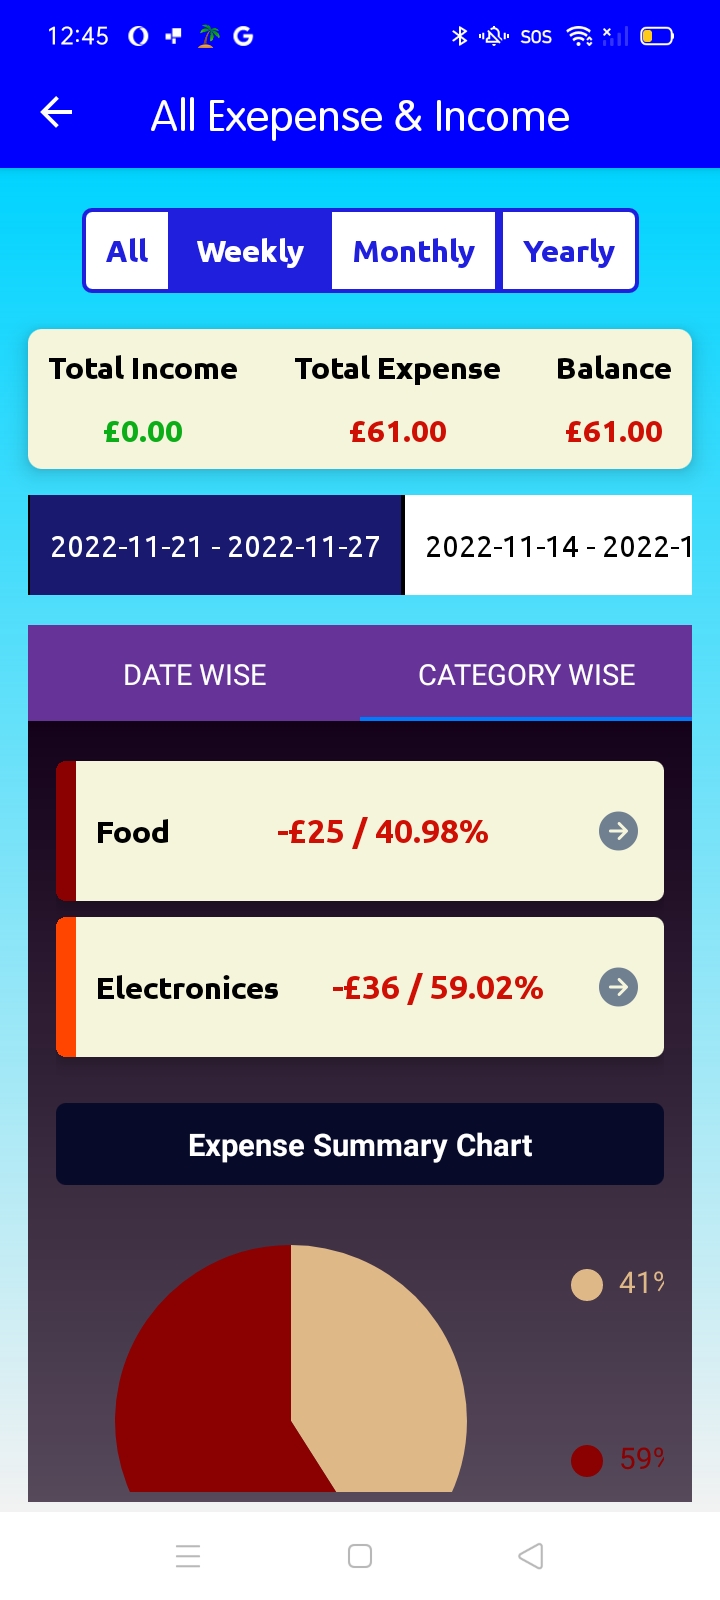 12:45 SOS
All Exepense & Income
All Weekly Monthly Yearly
Total Income Total Expense Balance
£0.00 £61.00 £61.00
2022-11-21 - 2022-11-27 2022-11-14 - 2022-1
DATE WISE CATEGORY WISE
Food -£25 / 40.98%
Electronices -£36 / 59.02%
Expense Summary Chart
41%
59%